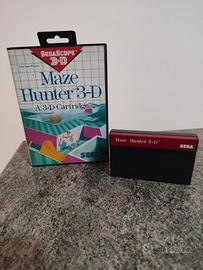 SEGASCOPE
3-D
Maze
Hunter 3-D
A 3-D Cartridge
SEGA
Maze Hunter 3-D
SEGA